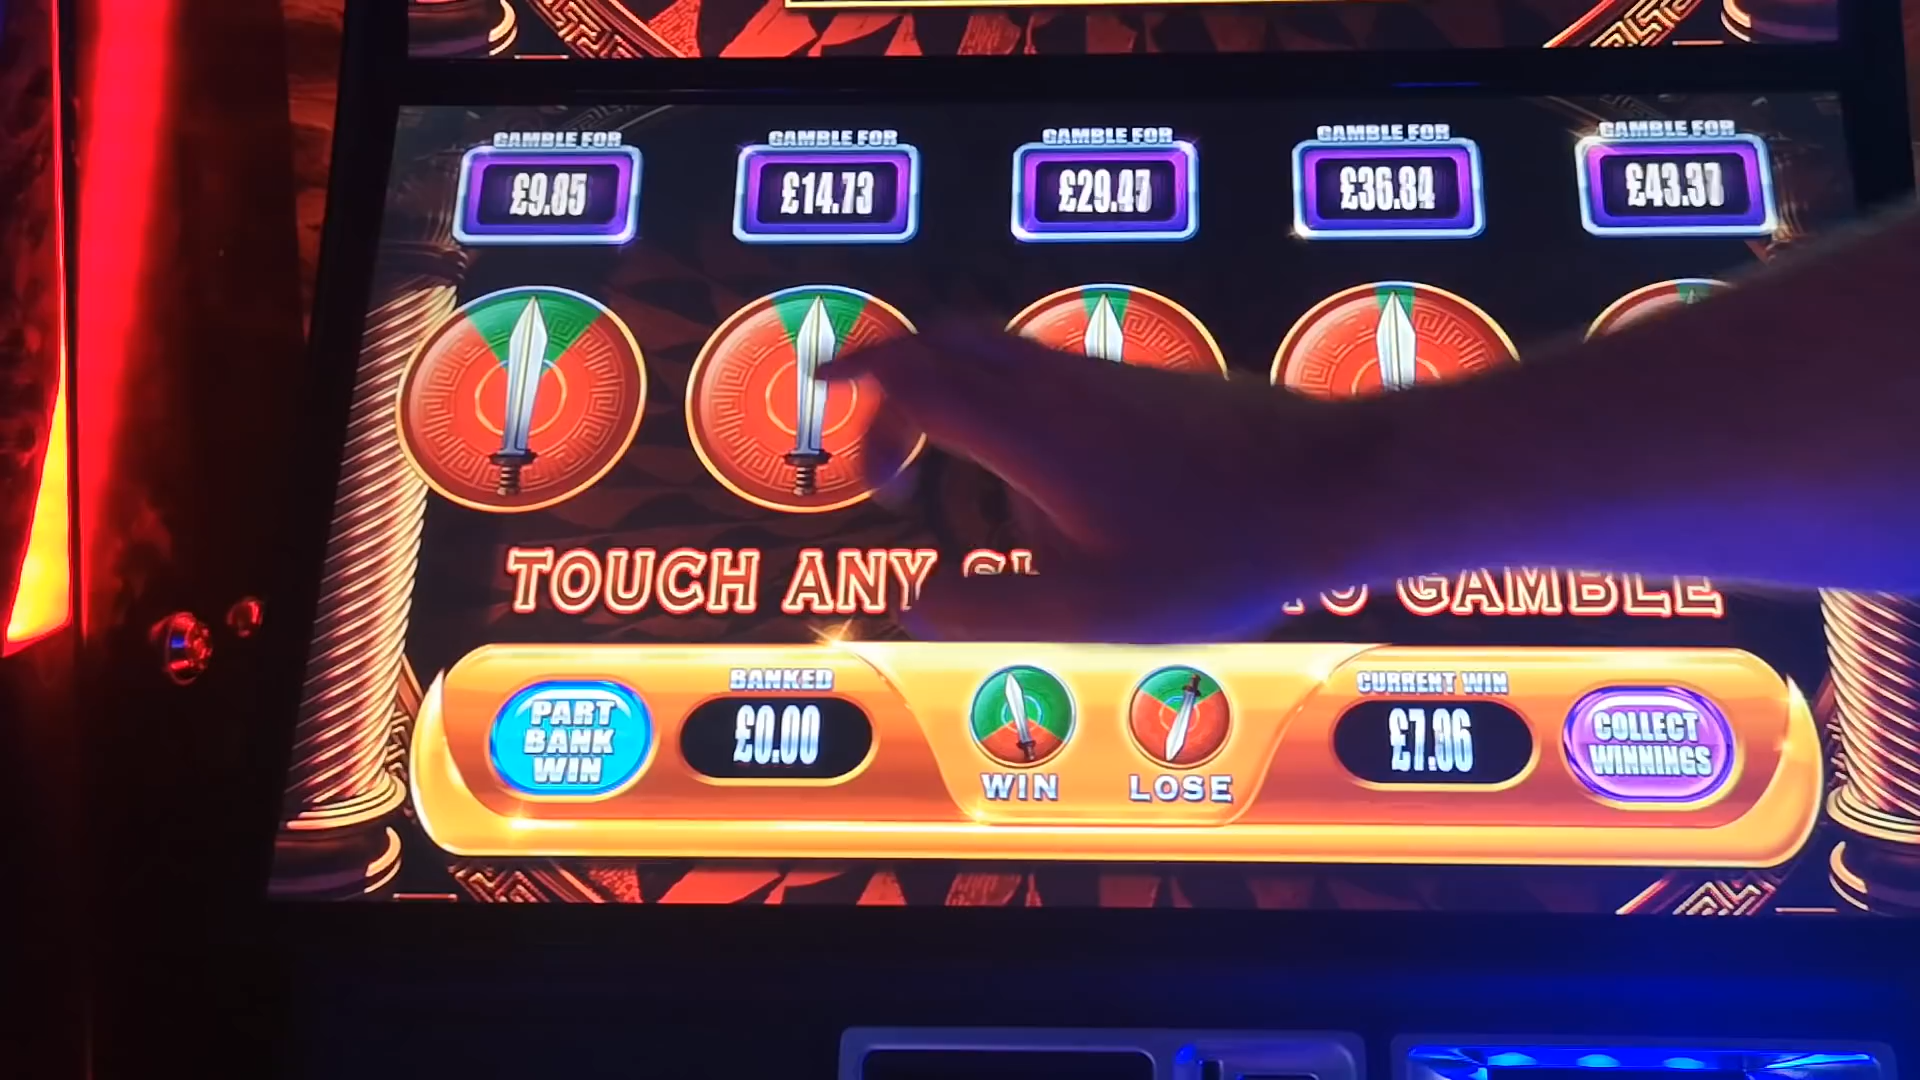 GAMBLE FOR GAMBLE FOR GAMBLE FOR GAMBLE FOR GAMBLE FOR
£9.85 £14.73 £29.47 £36.84 £43.37
TOUCH ANY TO GAMBLE
BANKED CURRENT WIN
PART BANK WIN £0.00 £7.86 COLLECT WINNINGS
WIN LOSE